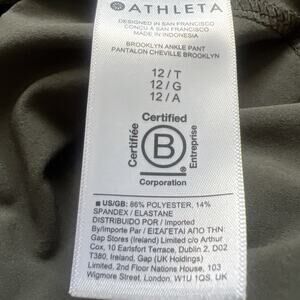 ATHLETA
DESIGNED IN SAN FRANCISCO
CONÇU À SAN FRANCISCO
MADE IN INDONESIA
BROOKLYN ANKLE PANT
PANTALON CHEVILLE BROOKLYN
12/T
12/G
12/A
Certified
Certifiée
B
Entreprise
Corporation
■ US/GB: 86% POLYESTER, 14%
SPANDEX / ELASTANE
DISTRIBUIDO POR / Imported
By/Importe Par / ΕΙΣΑΓΕΤΑΙ ΑΠΟ ΤΗΝ
Gap Stores (Ireland) Limited c/o Arthur
Cox, 10 Earlsfort Terrace, Dublin 2, D02
T380, Ireland, Gap (UK Holdings)
Limited, 2nd Floor Nations House, 103
Wigmore Street, London, W1U 1QS, UK